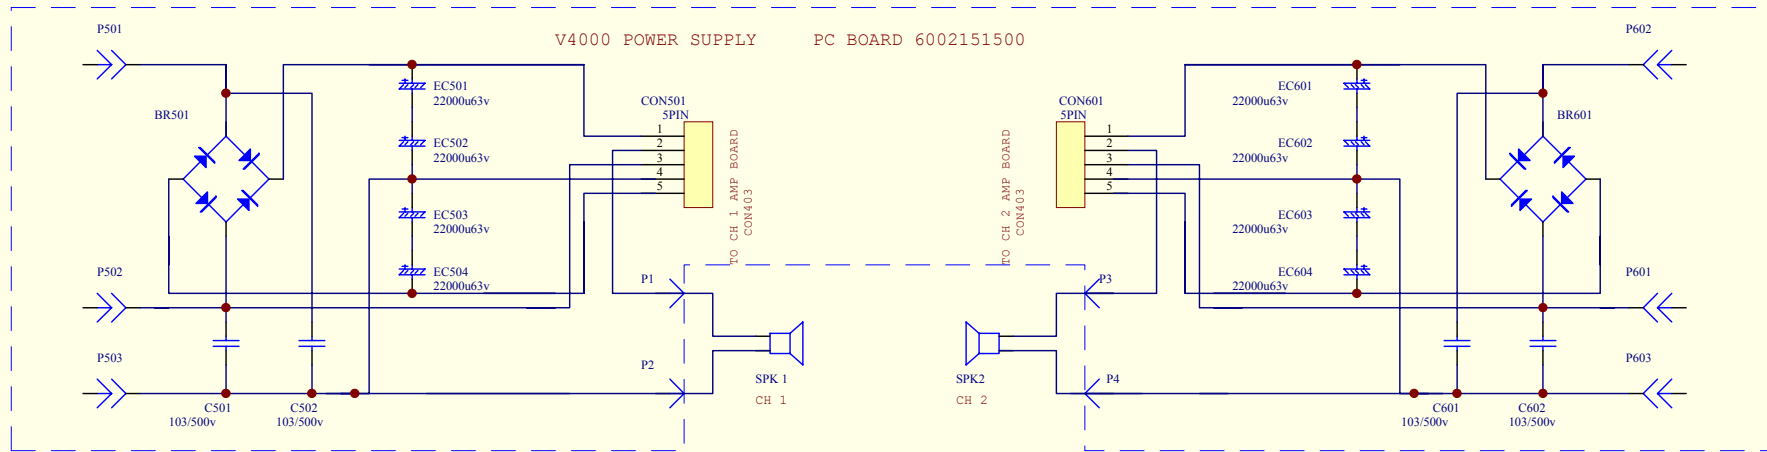 V4000 POWER SUPPLY PC BOARD 6002151500
P501
BR501
EC501
22000u63v
EC502
22000u63v
EC503
22000u63v
EC504
22000u63v
CON501
5PIN
1
2
3
4
5
TO CH 1 AMP BOARD
CON403
P502
P503
C501
103/500v
C502
103/500v
P1
P2
SPK 1
CH 1
CON601
5PIN
1
2
3
4
5
TO CH 2 AMP BOARD
CON403
P3
P4
SPK2
CH 2
EC601
22000u63v
EC602
22000u63v
EC603
22000u63v
EC604
22000u63v
P602
BR601
P601
P603
C601
103/500v
C602
103/500v